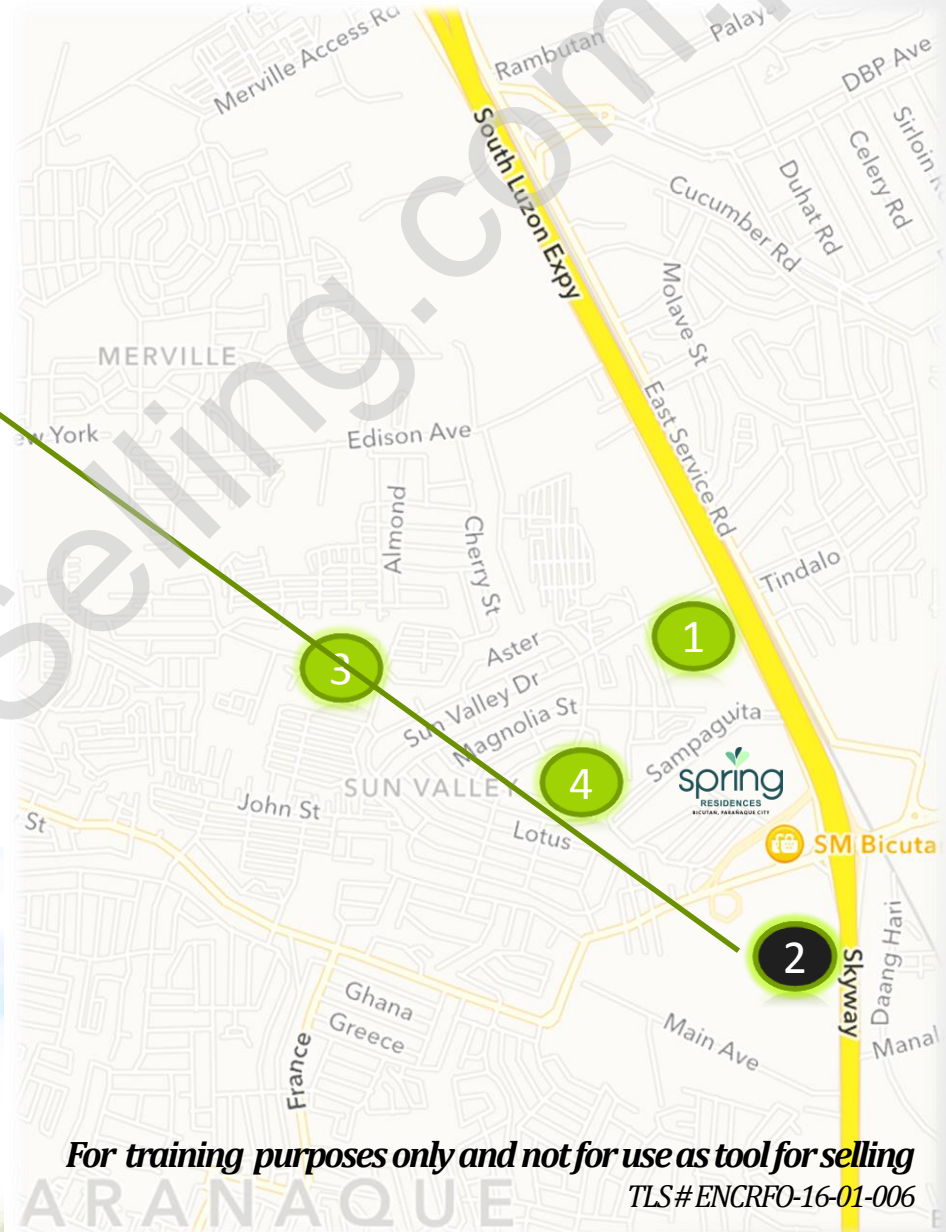 Merville Access Rd
Rambutan
DBP Ave
Celery Rd
Duhat Rd
Cucumber Rd
South Luzon Expy
Molave St
MERVILLE
York
Edison Ave
East Service Rd
Almond
Cherry St
Tindalo
1
Aster
3
Sun Valley Dr
Magnolia St
Sampaguita
spring
RESIDENCES
BICUTAN, PARAÑAQUE CITY
SUN VALLEY
4
John St
St
Lotus
SM Bicuta
2
Skyway
Daang Hari
Ghana
Greece
Main Ave
Manal
France
For training purposes only and not for use as tool for selling
TLS # ENCRFO-16-01-006
ARANAQUE
Selling.com.